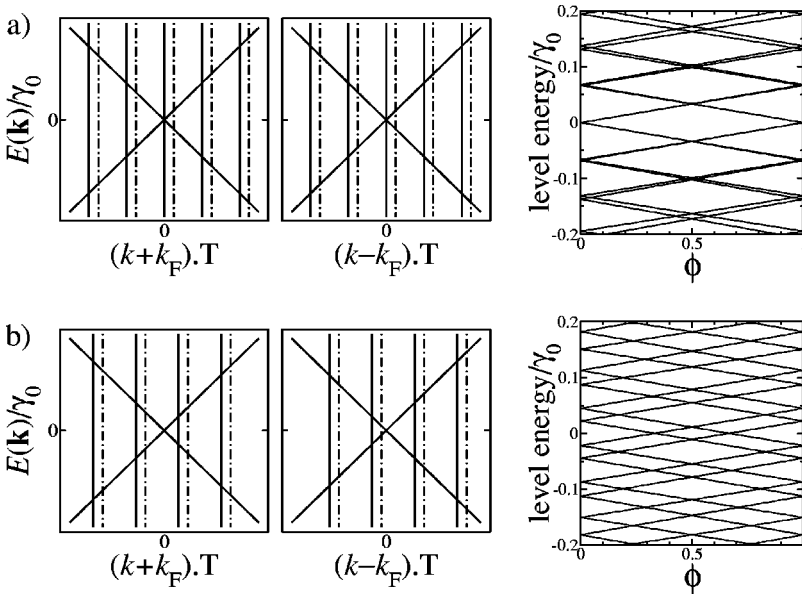 a)
E(k)/γ0
0
0
(k+kF).T
0
(k−kF).T
level energy/γ0
0.2
0.1
0
-0.1
-0.2
0
0.5
ϕ
b)
E(k)/γ0
0
0
(k+kF).T
0
(k−kF).T
level energy/γ0
0.2
0.1
0
-0.1
-0.2
0
0.5
ϕ